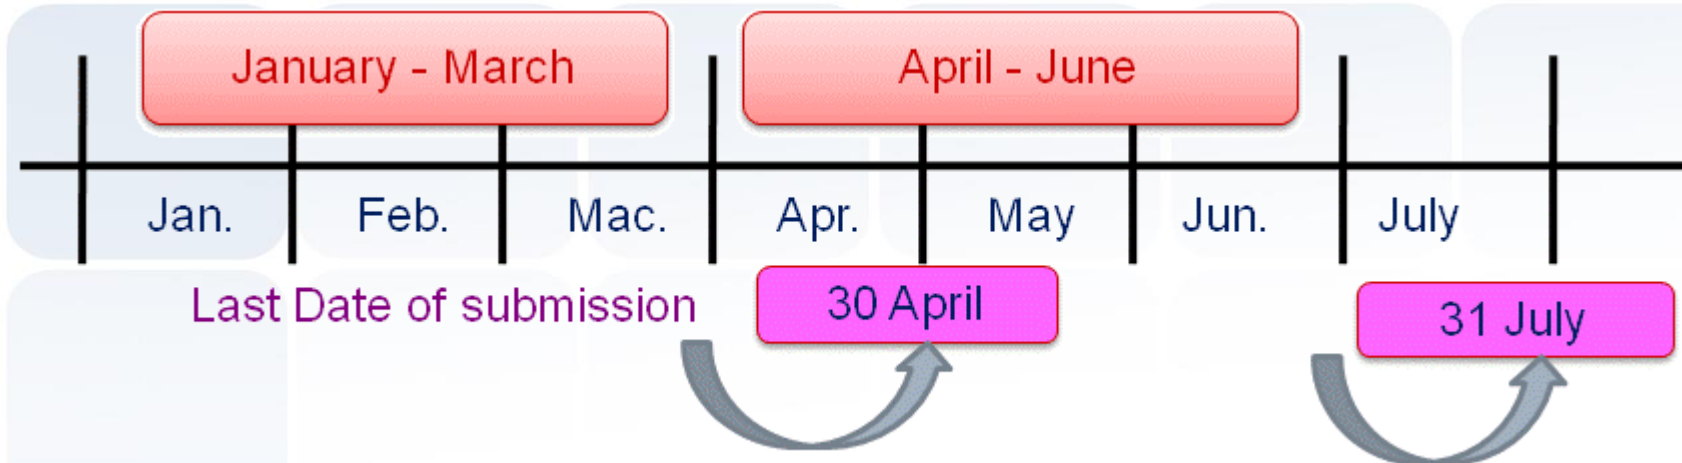 January - March
April - June
Jan.
Feb.
Mac.
Apr.
May
Jun.
July
Last Date of submission
30 April
31 July